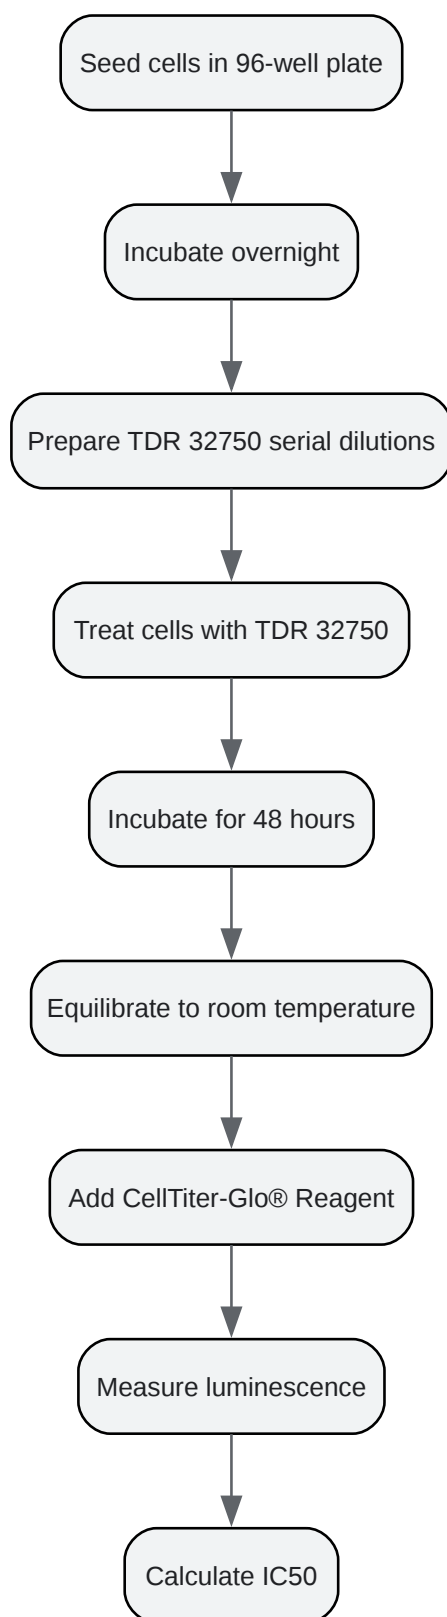 Seed cells in 96-well plate
Incubate overnight
Prepare TDR 32750 serial dilutions
Treat cells with TDR 32750
Incubate for 48 hours
Equilibrate to room temperature
Add CellTiter-Glo® Reagent
Measure luminescence
Calculate IC50